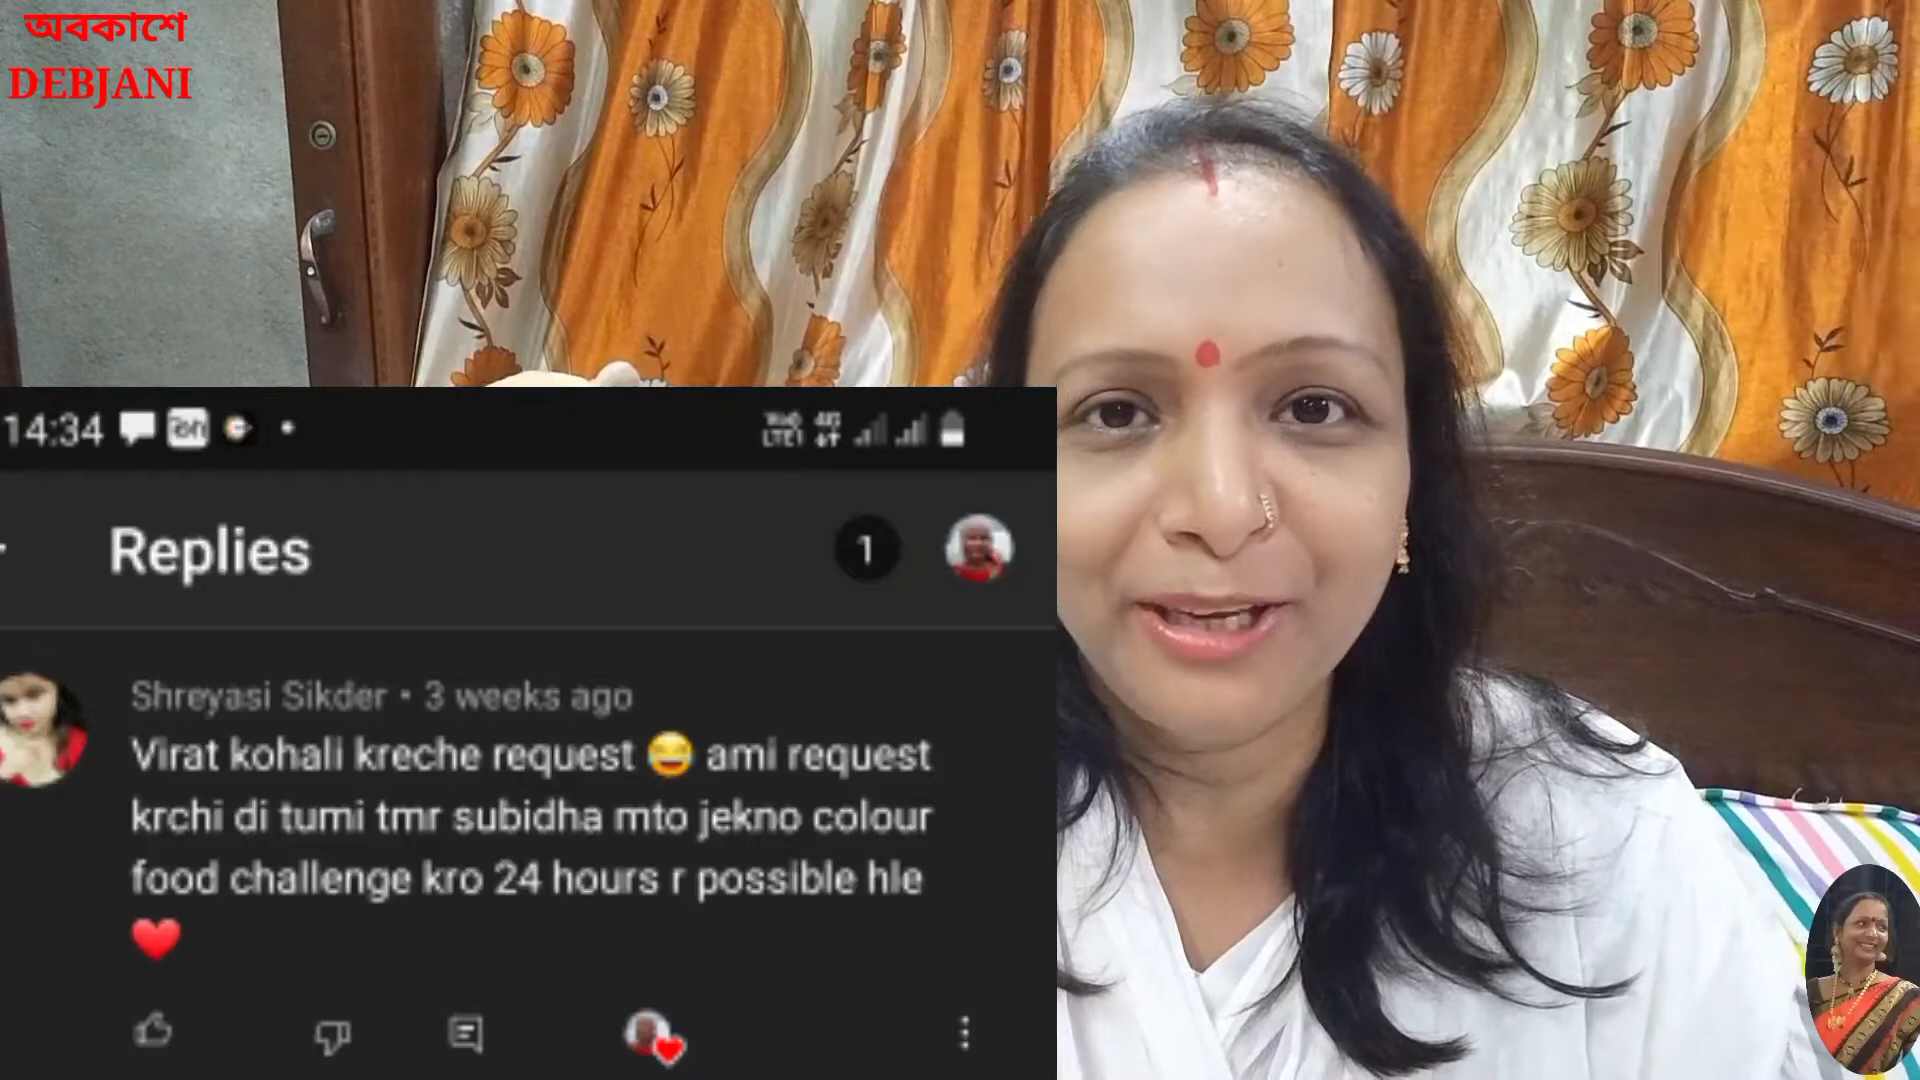 অবকাশে
DEBJANI
14:34
Replies
1
Shreyasi Sikder • 3 weeks ago
Virat kohali kreche request 😂 ami request
krchi di tumi tmr subidha mto jekno colour
food challenge kro 24 hours r possible hle
❤️